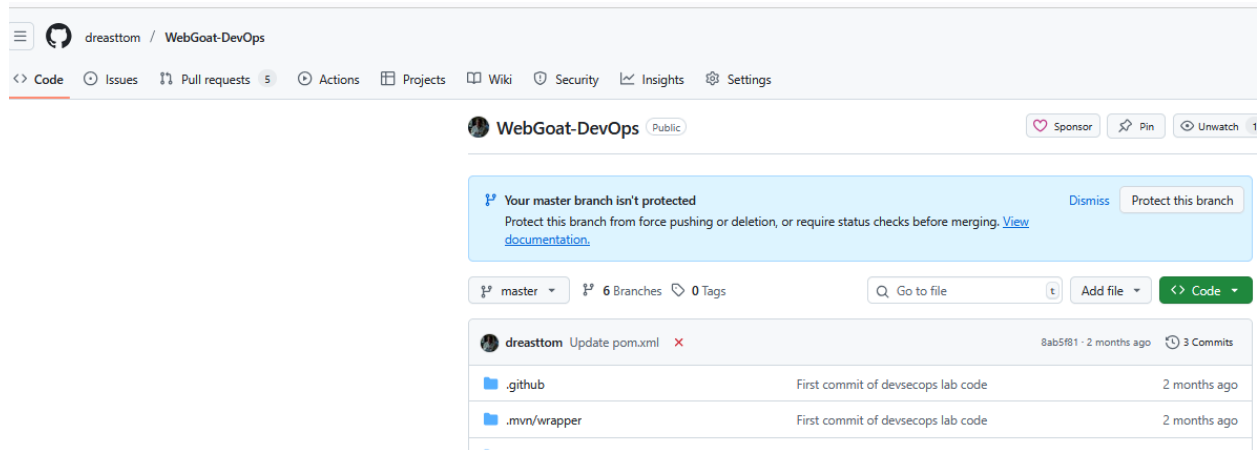 dreasttom / WebGoat-DevOps
Code Issues Pull requests 5 Actions Projects Wiki Security Insights Settings
WebGoat-DevOps Public Sponsor Pin Unwatch 1
Your master branch isn't protected Dismiss Protect this branch
Protect this branch from force pushing or deletion, or require status checks before merging. View
documentation.
master 6 Branches 0 Tags Go to file t Add file Code
dreasttom Update pom.xml 8ab5f81 · 2 months ago 3 Commits
.github First commit of devsecops lab code 2 months ago
.mvn/wrapper First commit of devsecops lab code 2 months ago